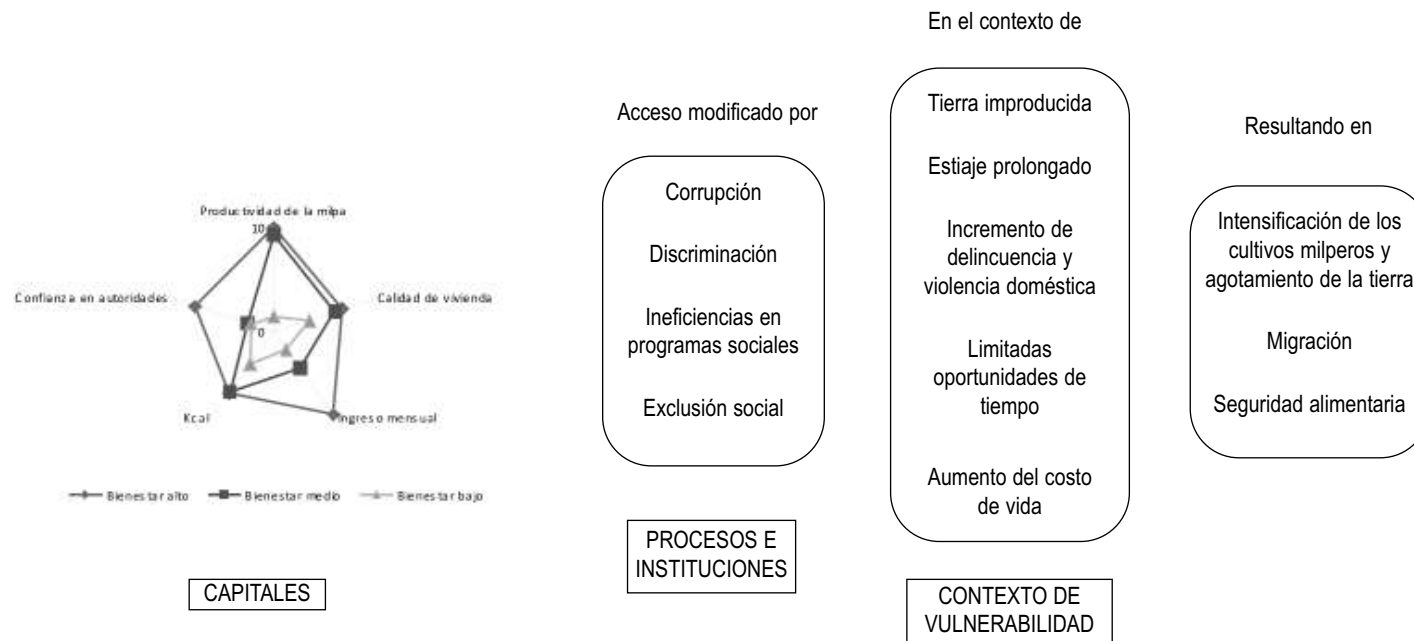 Productividad de la milpa
10
Confianza en autoridades
Calidad de vivienda
0
Kcal
Ingreso mensual
Bienestar alto
Bienestar medio
Bienestar bajo
CAPITALES
Acceso modificado por
Corrupción
Discriminación
Ineficiencias en
programas sociales
Exclusión social
PROCESOS E
INSTITUCIONES
En el contexto de
Tierra improducida
Estiaje prolongado
Incremento de
delincuencia y
violencia doméstica
Limitadas
oportunidades de
tiempo
Aumento del costo
de vida
CONTEXTO DE
VULNERABILIDAD
Resultando en
Intensificación de los
cultivos milperos y
agotamiento de la tierra
Migración
Seguridad alimentaria